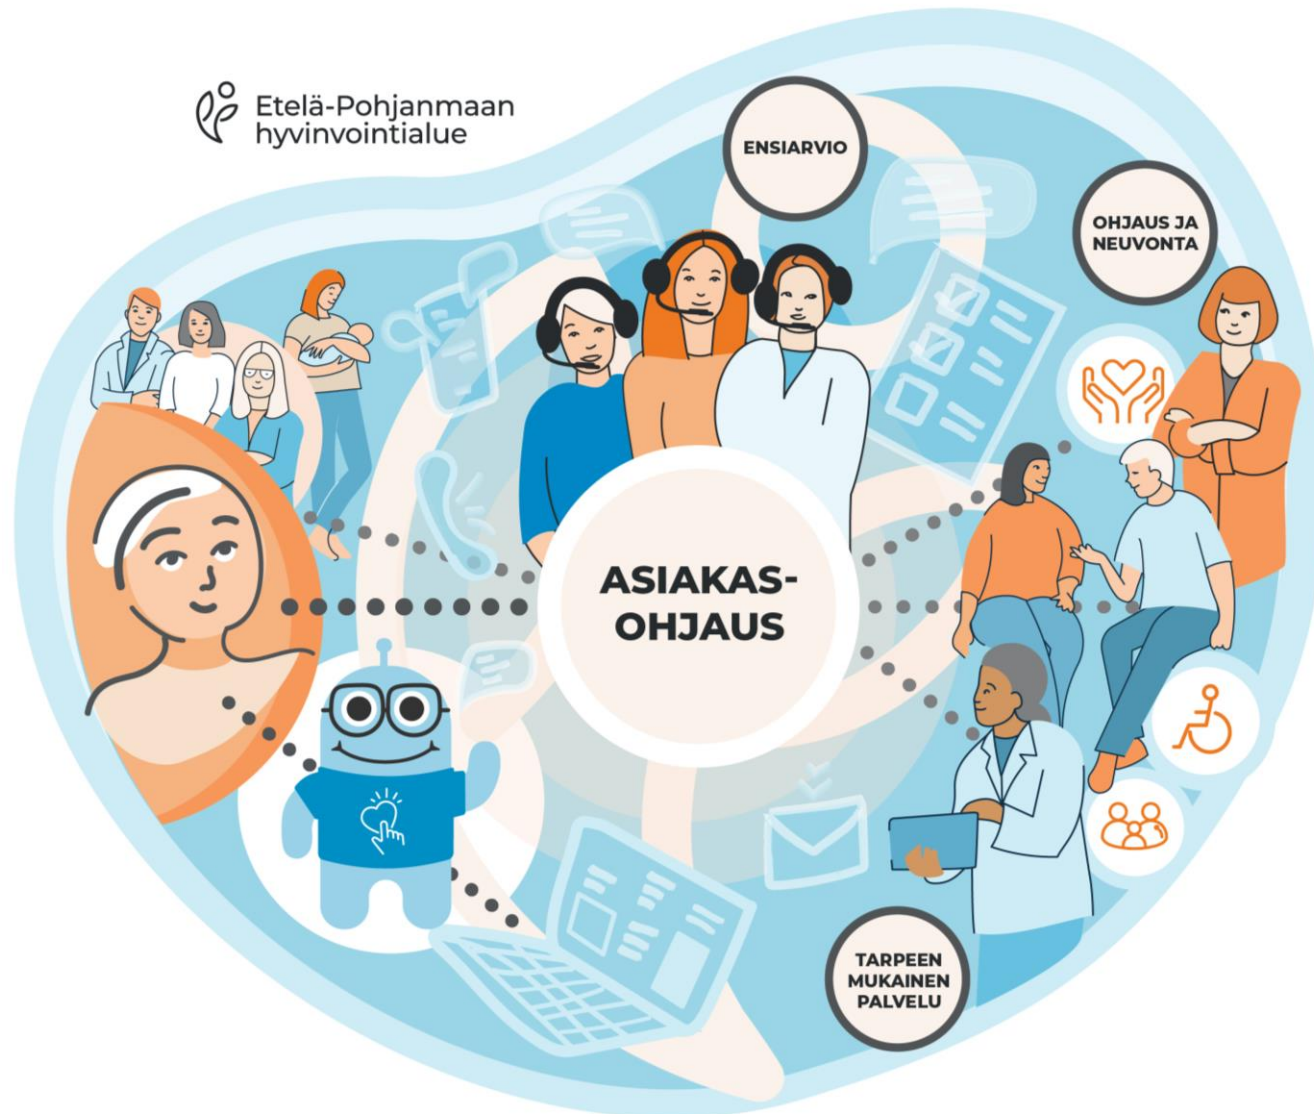 Etelä-Pohjanmaan
hyvinvointialue
ENSIARVIO
OHJAUS JA
NEUVONTA
ASIAKAS-
OHJAUS
TARPEEN
MUKAINEN
PALVELU